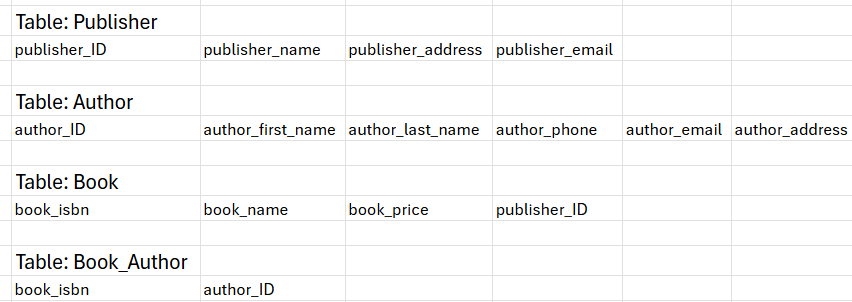 Table: Publisher
publisher_ID publisher_name publisher_address publisher_email
Table: Author
author_ID author_first_name author_last_name author_phone author_email author_address
Table: Book
book_isbn book_name book_price publisher_ID
Table: Book_Author
book_isbn author_ID